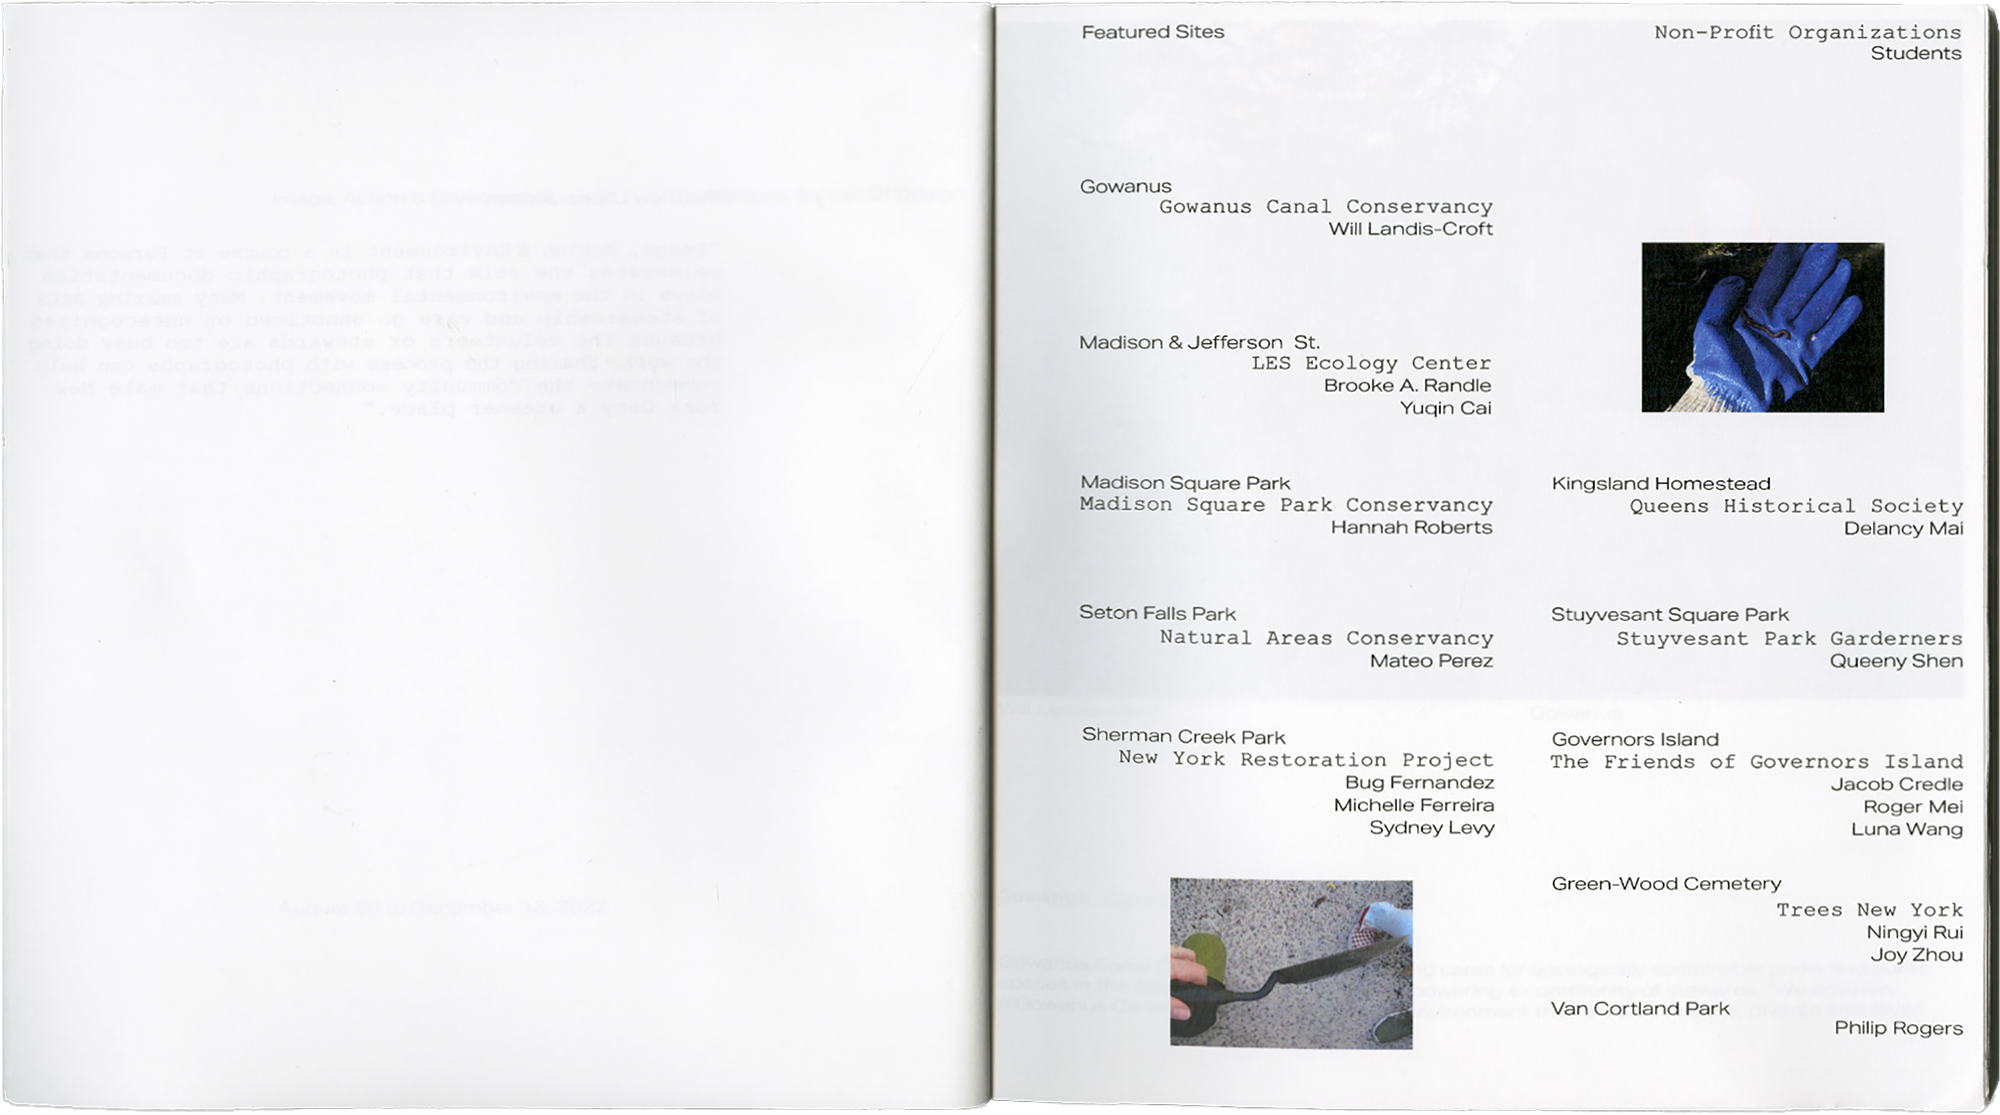 Featured Sites
Non-Profit Organizations
Students
Gowanus
Gowanus Canal Conservancy
Will Landis-Croft
Madison & Jefferson St.
LES Ecology Center
Brooke A. Randle
Yuqin Cai
Madison Square Park
Madison Square Park Conservancy
Hannah Roberts
Seton Falls Park
Natural Areas Conservancy
Mateo Perez
Sherman Creek Park
New York Restoration Project
Bug Fernandez
Michelle Ferreira
Sydney Levy
Kingsland Homestead
Queens Historical Society
Delancy Mai
Stuyvesant Square Park
Stuyvesant Park Garderners
Queeny Shen
Governors Island
The Friends of Governors Island
Jacob Credle
Roger Mei
Luna Wang
Green-Wood Cemetery
Trees New York
Ningyi Rui
Joy Zhou
Van Cortland Park
Philip Rogers